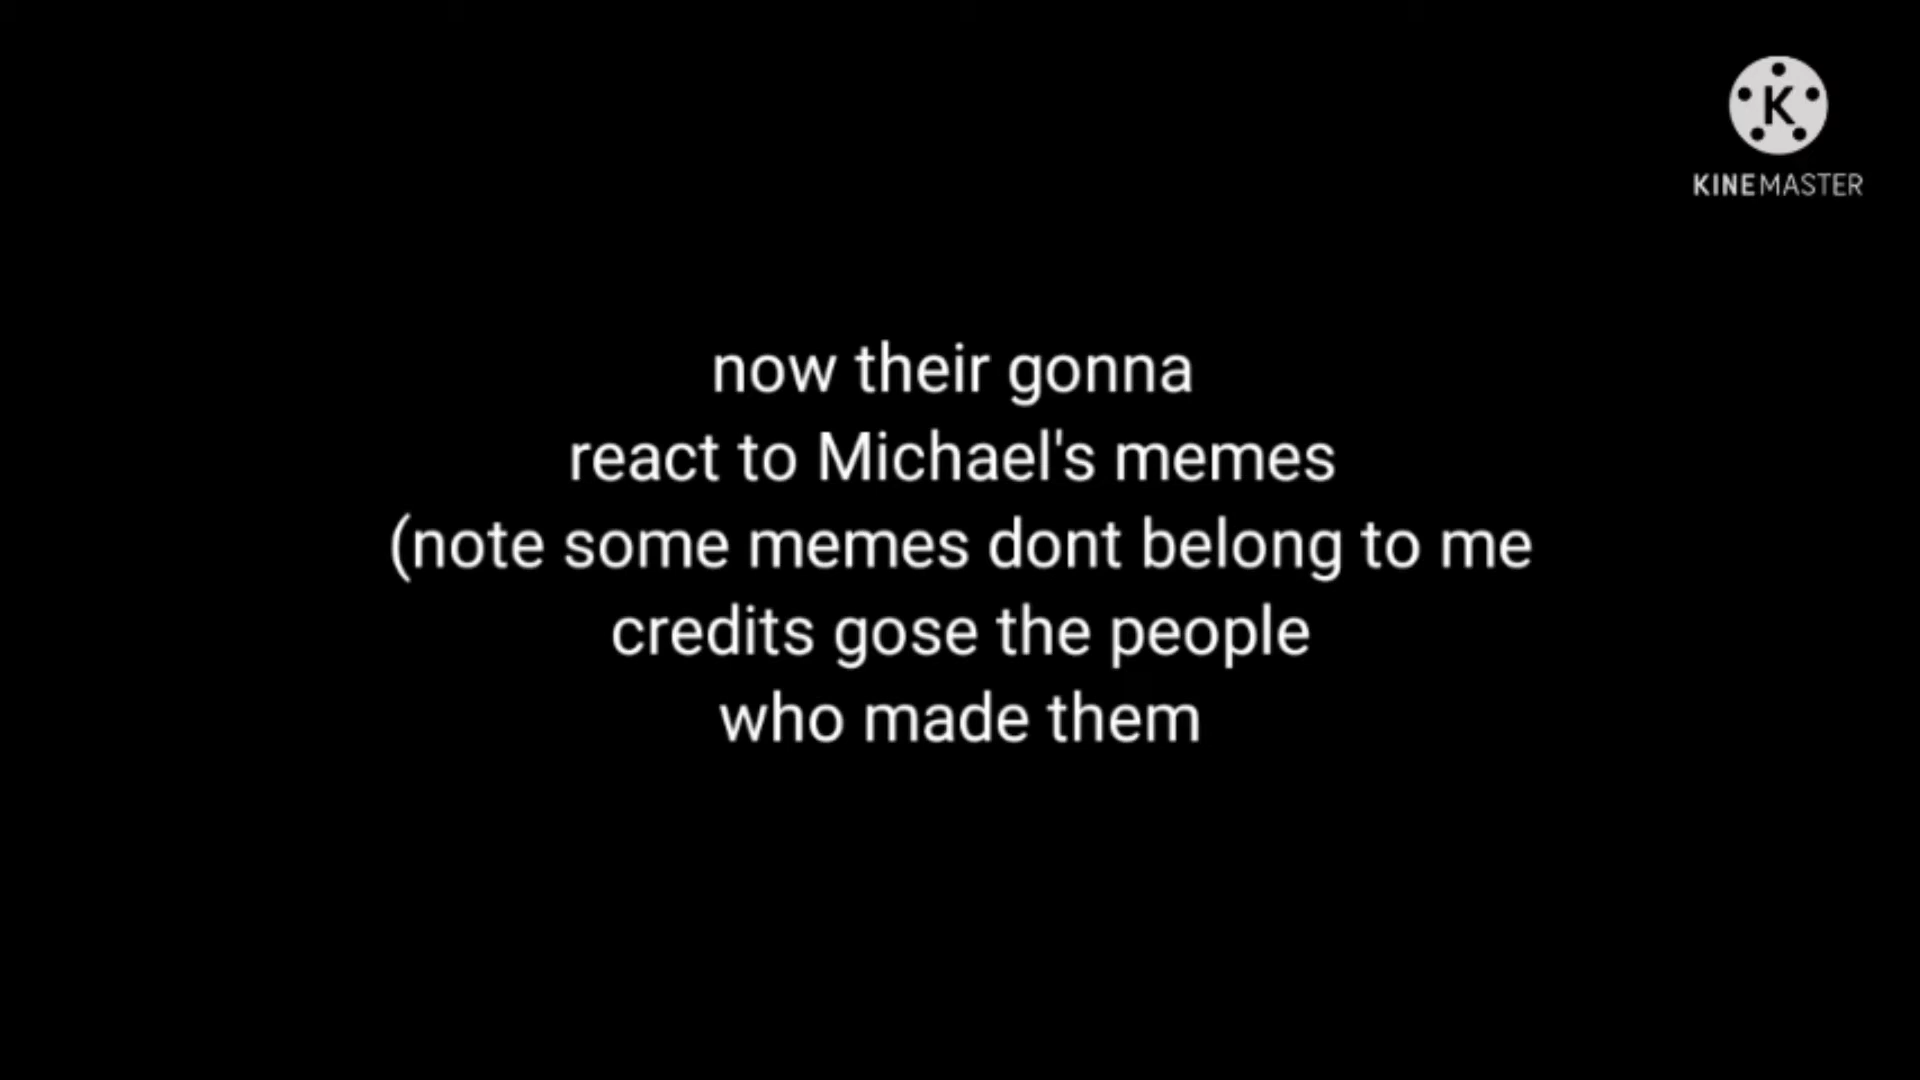 K
KINEMASTER
now their gonna
react to Michael's memes
(note some memes dont belong to me
credits gose the people
who made them